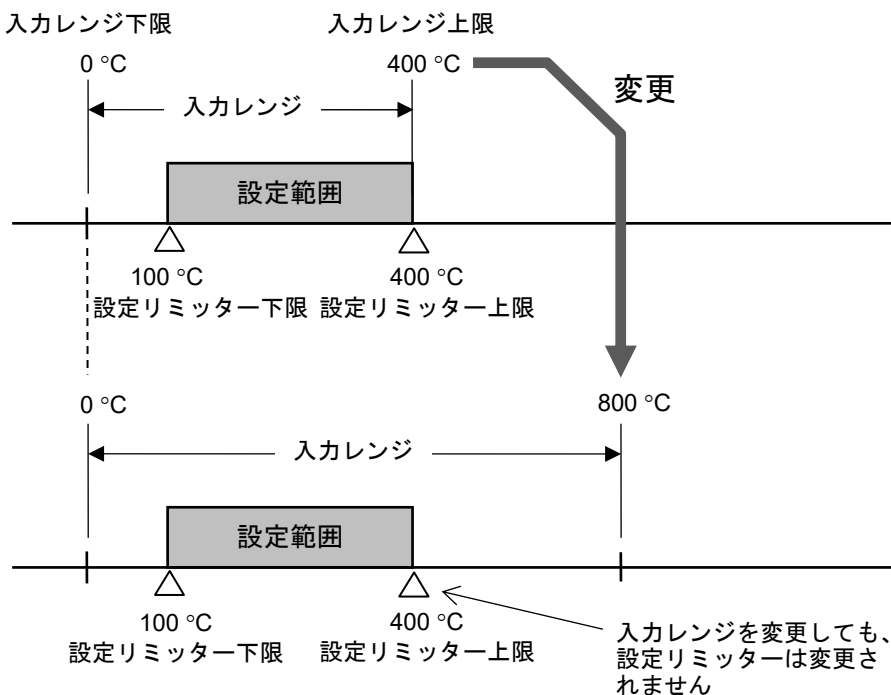 入力レンジ下限 入力レンジ上限
0 °C 400 °C
変更
入力レンジ
設定範囲
100 °C 400 °C
設定リミッター下限 設定リミッター上限
0 °C 800 °C
入力レンジ
設定範囲
100 °C 400 °C
設定リミッター下限 設定リミッター上限
入力レンジを変更しても、
設定リミッターは変更さ
れません